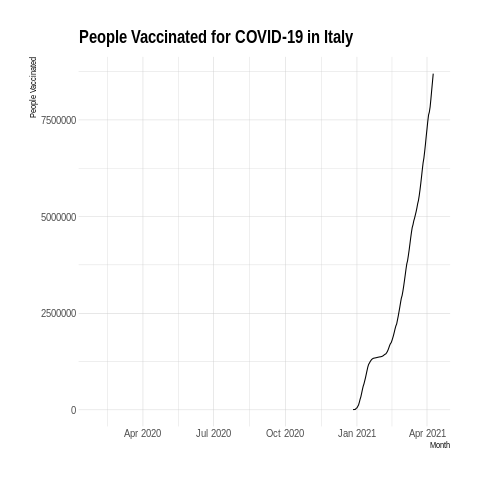 People Vaccinated for COVID-19 in Italy
People Vaccinated
7500000
5000000
2500000
0
Apr 2020 Jul 2020 Oct 2020 Jan 2021 Apr 2021
Month